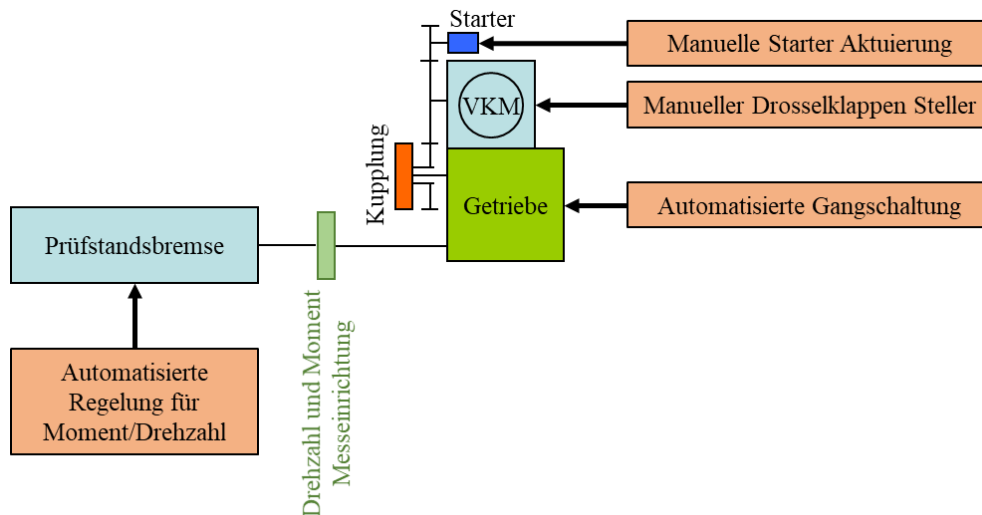 Starter
Manuelle Starter Aktuierung
VKM
Manueller Drosselklappen Steller
Kupplung
Getriebe
Automatisierte Gangschaltung
Prüfstandsbremse
Drehzahl und Moment
Messeinrichtung
Automatisierte
Regelung für
Moment/Drehzahl